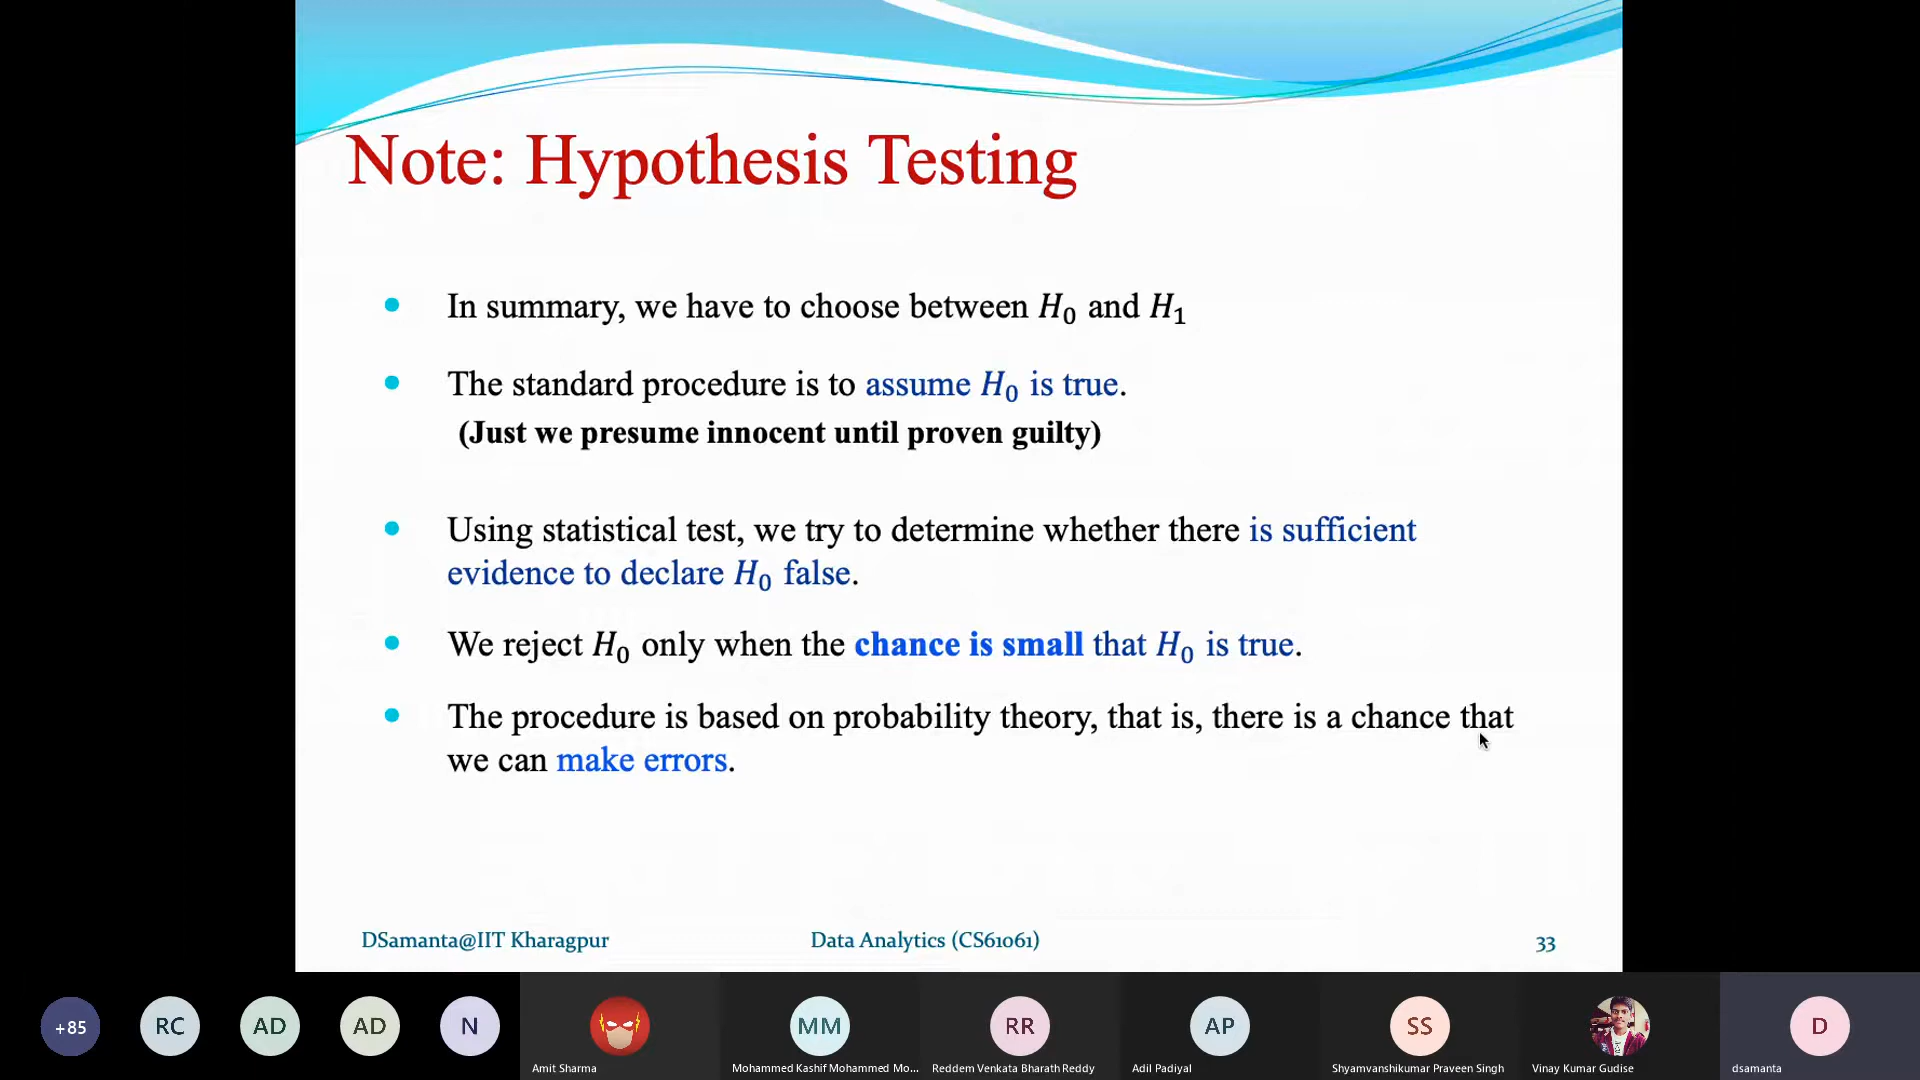 Note: Hypothesis Testing
In summary, we have to choose between H₀ and H₁
The standard procedure is to assume H₀ is true.
(Just we presume innocent until proven guilty)
Using statistical test, we try to determine whether there is sufficient
evidence to declare H₀ false.
We reject H₀ only when the chance is small that H₀ is true.
The procedure is based on probability theory, that is, there is a chance that
we can make errors.
DSamanta@IIT Kharagpur Data Analytics (CS61061) 33
+85 RC AD AD N MM RR AP SS D
Amit Sharma Mohammed Kashif Mohammed Mo... Reddem Venkata Bharath Reddy Adil Padiyal Shyamvanshikumar Praveen Singh Vinay Kumar Gudise dsamanta